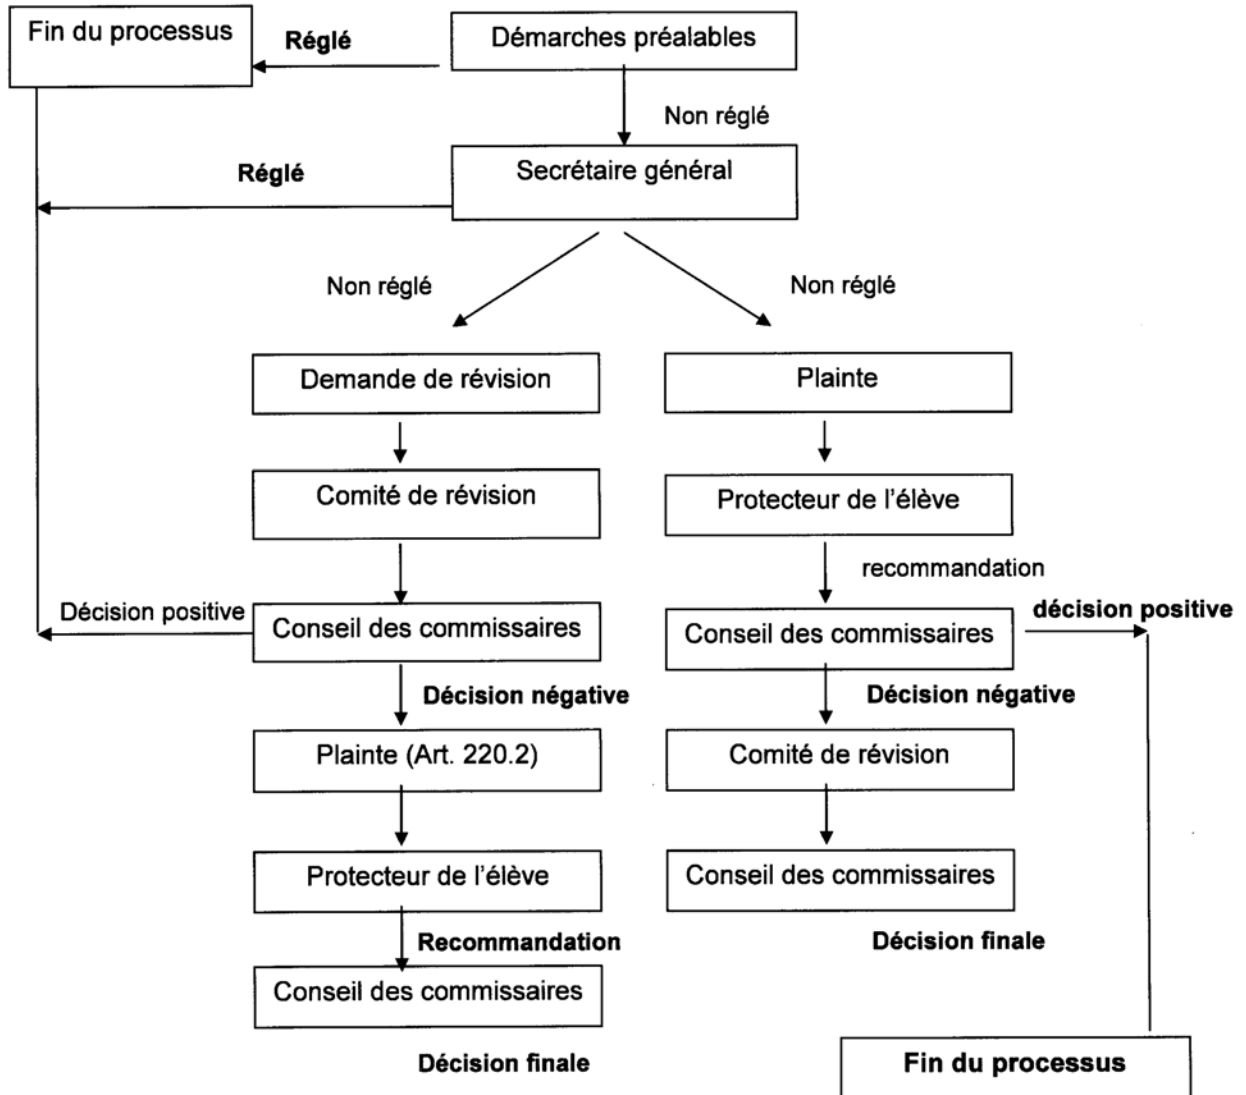 Fin du processus
Réglé
Démarches préalables
Non réglé
Réglé
Secrétaire général
Non réglé
Non réglé
Demande de révision
Plainte
Comité de révision
Protecteur de l'élève
recommandation
Décision positive
Conseil des commissaires
Conseil des commissaires
décision positive
Décision négative
Décision négative
Plainte (Art. 220.2)
Comité de révision
Protecteur de l'élève
Conseil des commissaires
Recommandation
Décision finale
Conseil des commissaires
Décision finale
Fin du processus